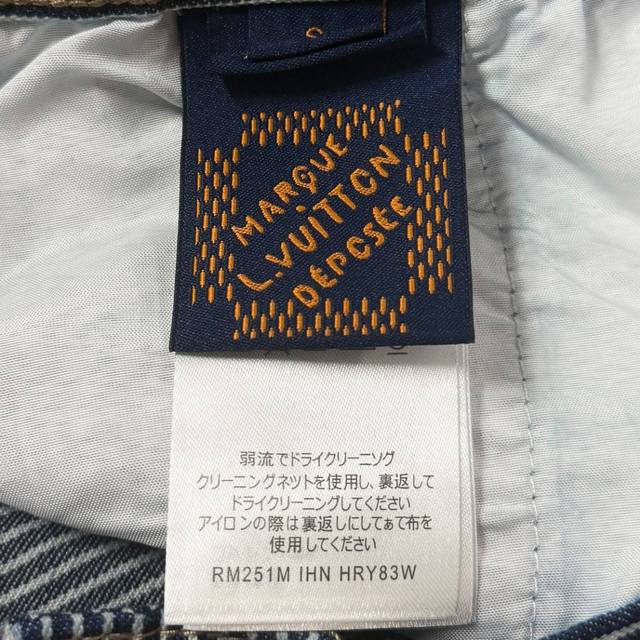 MARQUE
L.VUITTON
DÉPOSÉE
弱流でドライクリーニソグ
クリーニングネットを使用し、裏返して
ドライクリーニングしてください
アイロンの際は裏返しにしてぁて布を
使用してください
RM251M IHN HRY83W